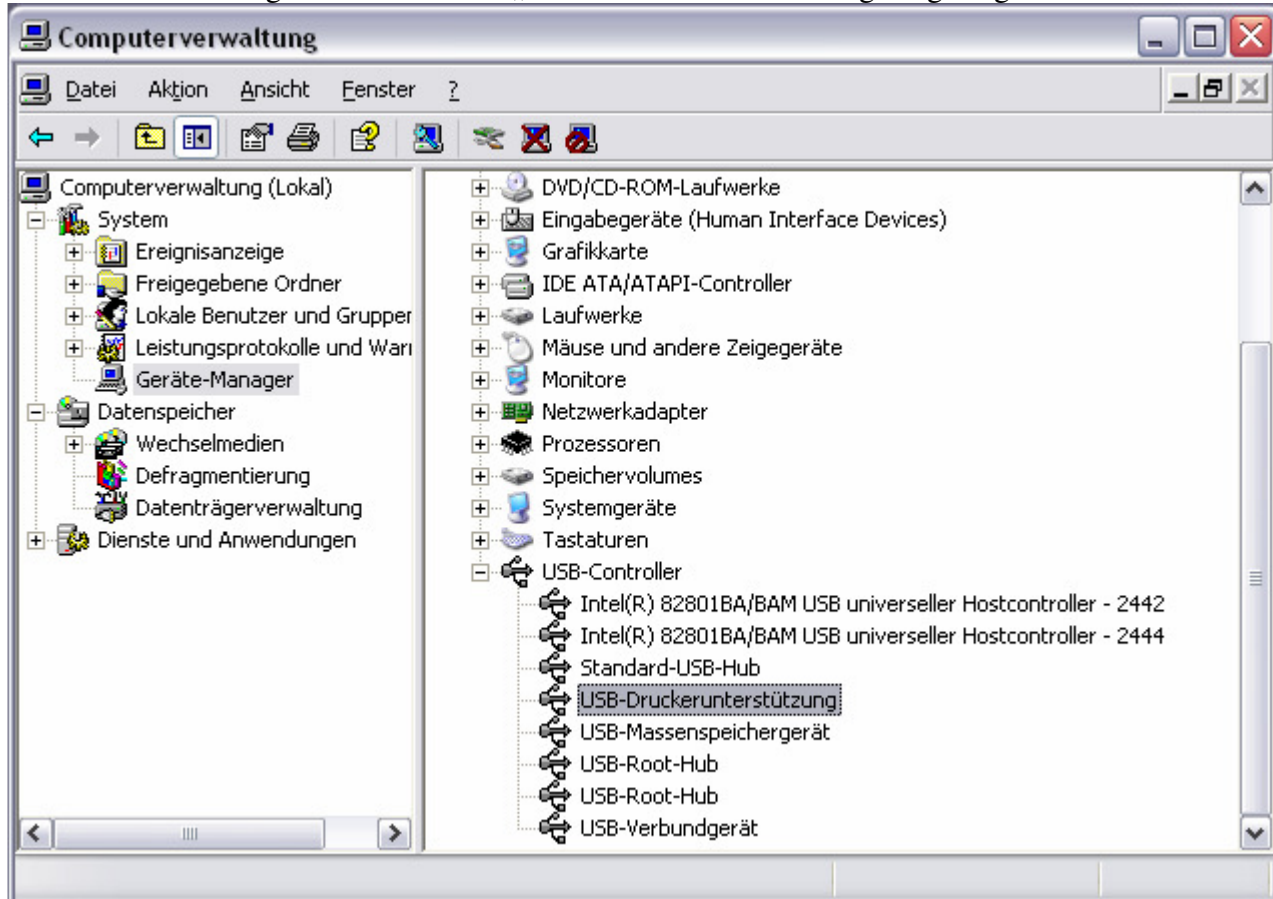 Computerverwaltung
Datei Aktion Ansicht Fenster ?
Computerverwaltung (Lokal)
System
Ereignisanzeige
Freigegebene Ordner
Lokale Benutzer und Gruppen
Leistungsprotokolle und Warn
Geräte-Manager
Datenspeicher
Wechselmedien
Defragmentierung
Datenträgerverwaltung
Dienste und Anwendungen
DVD/CD-ROM-Laufwerke
Eingabegeräte (Human Interface Devices)
Grafikkarte
IDE ATA/ATAPI-Controller
Laufwerke
Mäuse und andere Zeigegeräte
Monitore
Netzwerkadapter
Prozessoren
Speichervolumes
Systemgeräte
Tastaturen
USB-Controller
Intel(R) 82801BA/BAM USB universeller Hostcontroller - 2442
Intel(R) 82801BA/BAM USB universeller Hostcontroller - 2444
Standard-USB-Hub
USB-Druckerunterstützung
USB-Massenspeichergerät
USB-Root-Hub
USB-Root-Hub
USB-Verbundgerät